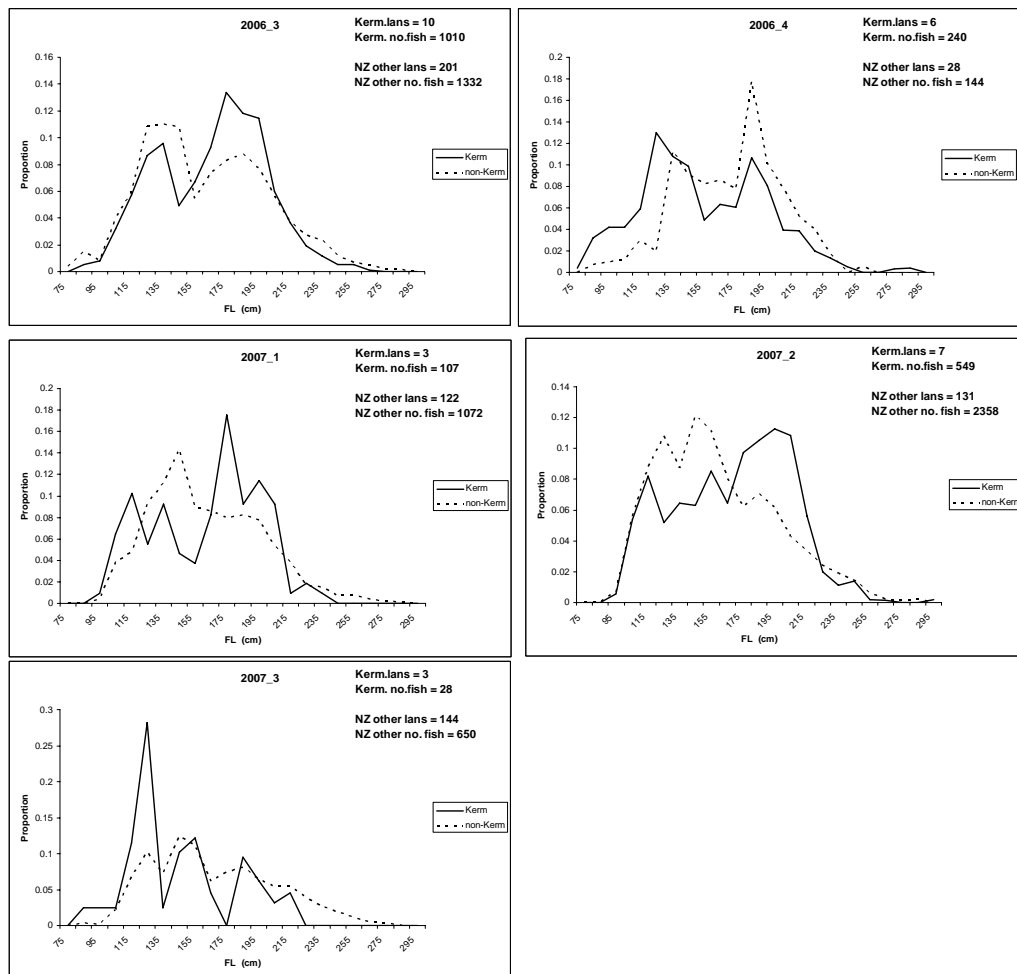 2006_3
Kerm.lans = 10
Kerm. no.fish = 1010
NZ other lans = 201
NZ other no. fish = 1332
Proportion
0.16
0.14
0.12
0.1
0.08
0.06
0.04
0.02
0
75 95 115 135 155 175 195 215 235 255 275 295
FL (cm)
Kerm
non-Kerm
2006_4
Kerm.lans = 6
Kerm. no.fish = 240
NZ other lans = 28
NZ other no. fish = 144
Proportion
0.2
0.18
0.16
0.14
0.12
0.1
0.08
0.06
0.04
0.02
0
75 95 115 135 155 175 195 215 235 255 275 295
FL (cm)
Kerm
non-Kerm
2007_1
Kerm.lans = 3
Kerm. no.fish = 107
NZ other lans = 122
NZ other no. fish = 1072
Proportion
0.2
0.18
0.16
0.14
0.12
0.1
0.08
0.06
0.04
0.02
0
75 95 115 135 155 175 195 215 235 255 275 295
FL (cm)
Kerm
non-Kerm
2007_2
Kerm.lans = 7
Kerm. no.fish = 549
NZ other lans = 131
NZ other no. fish = 2358
Proportion
0.14
0.12
0.1
0.08
0.06
0.04
0.02
0
75 95 115 135 155 175 195 215 235 255 275 295
FL (cm)
Kerm
non-Kerm
2007_3
Kerm.lans = 3
Kerm. no.fish = 28
NZ other lans = 144
NZ other no. fish = 650
Proportion
0.3
0.25
0.2
0.15
0.1
0.05
0
75 95 115 135 155 175 195 215 235 255 275 295
FL (cm)
Kerm
non-Kerm